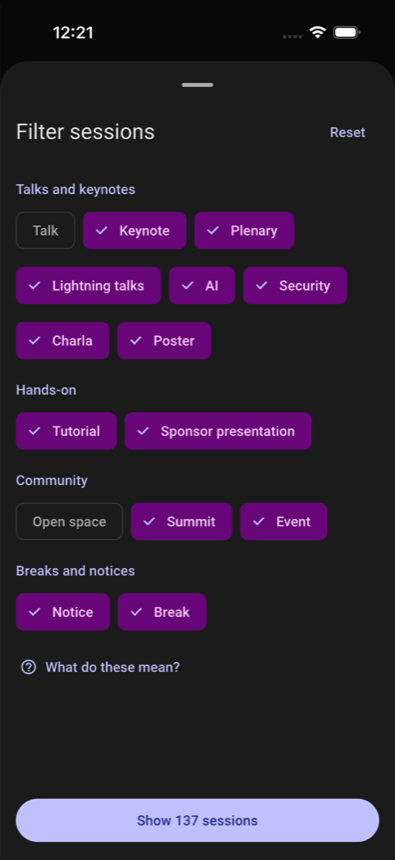 12:21
Filter sessions Reset
Talks and keynotes
Talk Keynote Plenary
Lightning talks AI Security
Charla Poster
Hands-on
Tutorial Sponsor presentation
Community
Open space Summit Event
Breaks and notices
Notice Break
What do these mean?
Show 137 sessions